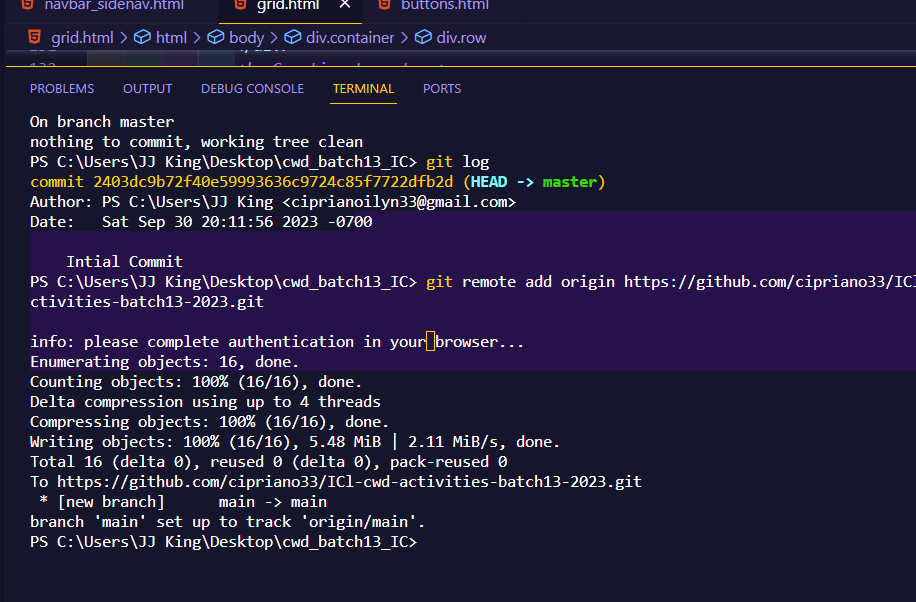 navbar_sidenav.html
grid.html
buttons.html
grid.html > html > body > div.container > div.row
PROBLEMS OUTPUT DEBUG CONSOLE TERMINAL PORTS
On branch master
nothing to commit, working tree clean
PS C:\Users\JJ King\Desktop\cwd_batch13_IC> git log
commit 2403dc9b72f40e59993636c9724c85f7722dfb2d (HEAD -> master)
Author: PS C:\Users\JJ King <ciprianoilyn33@gmail.com>
Date:   Sat Sep 30 20:11:56 2023 -0700
Intial Commit
PS C:\Users\JJ King\Desktop\cwd_batch13_IC> git remote add origin https://github.com/cipriano33/ICl
ctivities-batch13-2023.git
info: please complete authentication in your browser...
Enumerating objects: 16, done.
Counting objects: 100% (16/16), done.
Delta compression using up to 4 threads
Compressing objects: 100% (16/16), done.
Writing objects: 100% (16/16), 5.48 MiB | 2.11 MiB/s, done.
Total 16 (delta 0), reused 0 (delta 0), pack-reused 0
To https://github.com/cipriano33/ICl-cwd-activities-batch13-2023.git
 * [new branch]      main -> main
branch 'main' set up to track 'origin/main'.
PS C:\Users\JJ King\Desktop\cwd_batch13_IC>